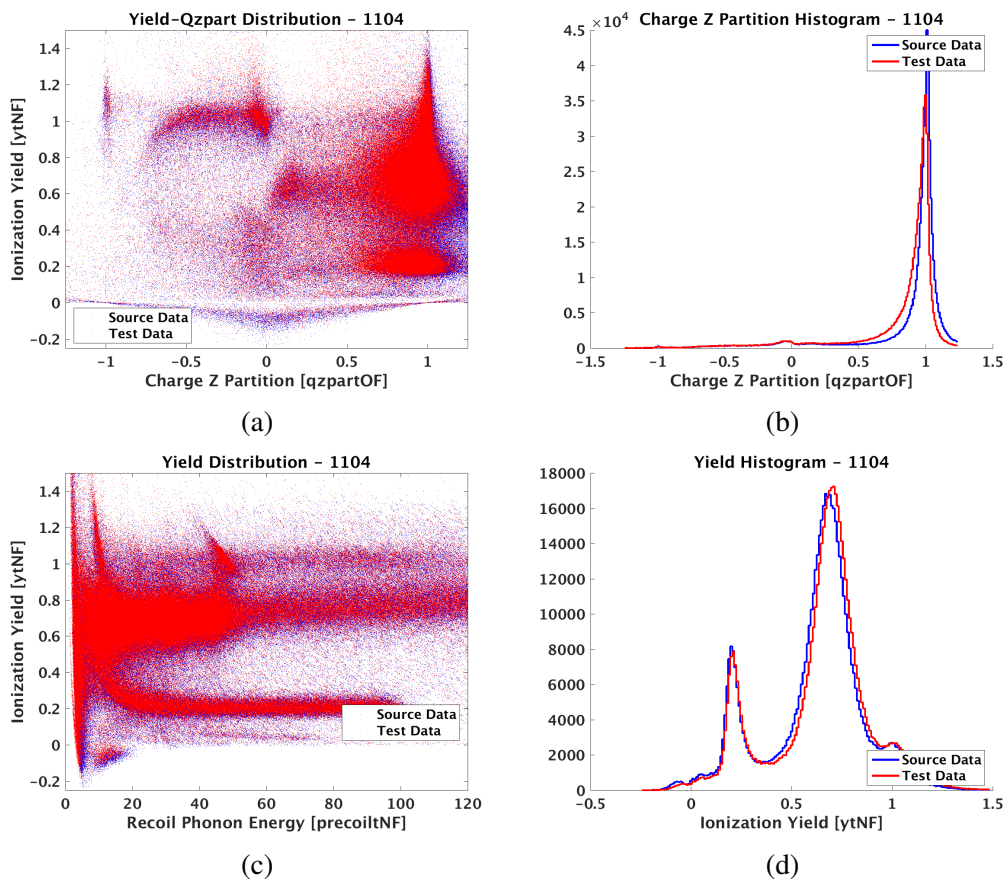 Yield-Qzpart Distribution - 1104
Ionization Yield [ytNF]
1.4
1.2
1
0.8
0.6
0.4
0.2
0
-0.2
Source Data
Test Data
-1
-0.5
0
0.5
1
Charge Z Partition [qzpartOF]
(a)
Charge Z Partition Histogram - 1104
×10⁴
4.5
4
3.5
3
2.5
2
1.5
1
0.5
0
Source Data
Test Data
-1.5
-1
-0.5
0
0.5
1
1.5
Charge Z Partition [qzpartOF]
(b)
Yield Distribution - 1104
Ionization Yield [ytNF]
1.4
1.2
1
0.8
0.6
0.4
0.2
0
-0.2
Source Data
Test Data
0
20
40
60
80
100
120
Recoil Phonon Energy [precoiltNF]
(c)
Yield Histogram - 1104
18000
16000
14000
12000
10000
8000
6000
4000
2000
0
Source Data
Test Data
-0.5
0
0.5
1
1.5
Ionization Yield [ytNF]
(d)